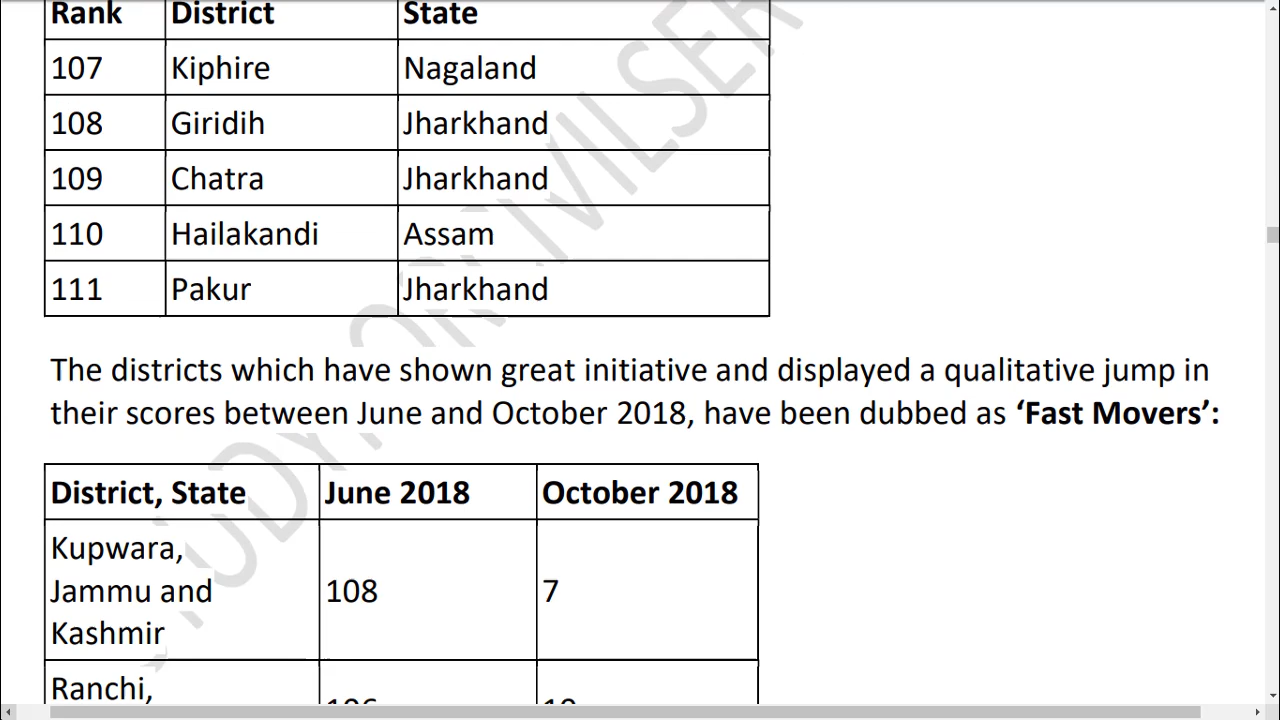 Rank District State
107 Kiphire Nagaland
108 Giridih Jharkhand
109 Chatra Jharkhand
110 Hailakandi Assam
111 Pakur Jharkhand
The districts which have shown great initiative and displayed a qualitative jump in
their scores between June and October 2018, have been dubbed as ‘Fast Movers’:
District, State June 2018 October 2018
Kupwara,
Jammu and 108 7
Kashmir
Ranchi,